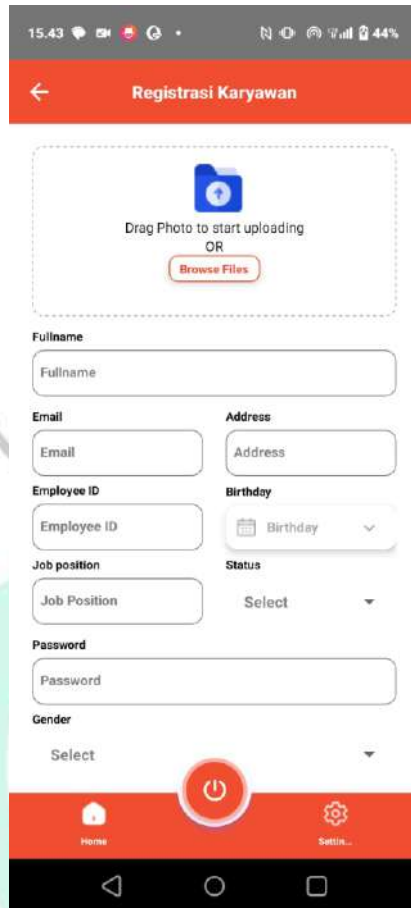 15.43 44%
Registrasi Karyawan
Drag Photo to start uploading
OR
Browse Files
Fullname
Fullname
Email Address
Email Address
Employee ID Birthday
Employee ID Birthday
Job position Status
Job Position Select
Password
Password
Gender
Select
Home Settin...